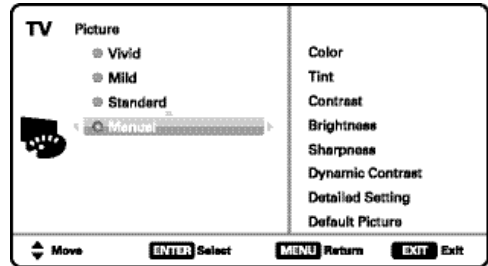 TV Picture
Vivid
Mild
Standard
Manual
Color
Tint
Contrast
Brightness
Sharpness
Dynamic Contrast
Detailed Setting
Default Picture
Move ENTER Select MENU Return EXIT Exit